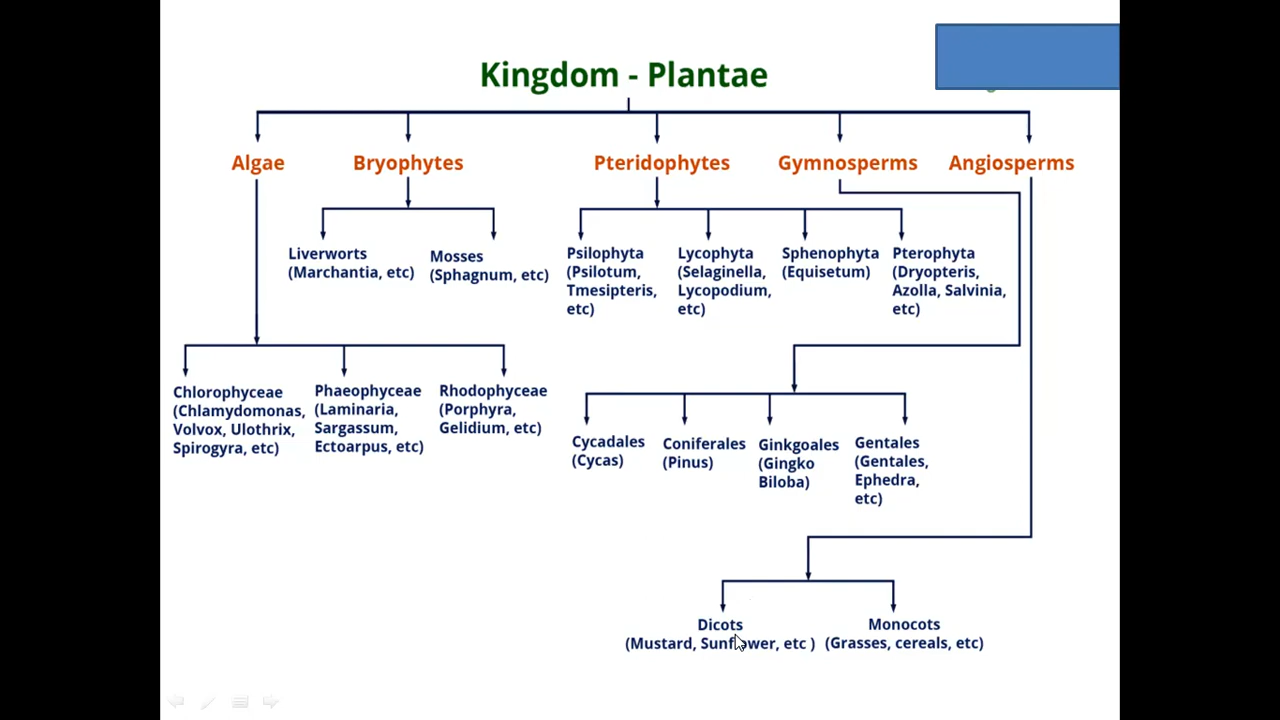 Kingdom - Plantae
Algae
Bryophytes
Pteridophytes
Gymnosperms
Angiosperms
Liverworts
(Marchantia, etc)
Mosses
(Sphagnum, etc)
Psilophyta
(Psilotum,
Tmesipteris,
etc)
Lycophyta
(Selaginella,
Lycopodium,
etc)
Sphenophyta
(Equisetum)
Pterophyta
(Dryopteris,
Azolla, Salvinia,
etc)
Chlorophyceae
(Chlamydomonas,
Volvox, Ulothrix,
Spirogyra, etc)
Phaeophyceae
(Laminaria,
Sargassum,
Ectoarpus, etc)
Rhodophyceae
(Porphyra,
Gelidium, etc)
Cycadales
(Cycas)
Coniferales
(Pinus)
Ginkgoales
(Gingko
Biloba)
Gentales
(Gentales,
Ephedra,
etc)
Dicots
(Mustard, Sunflower, etc )
Monocots
(Grasses, cereals, etc)